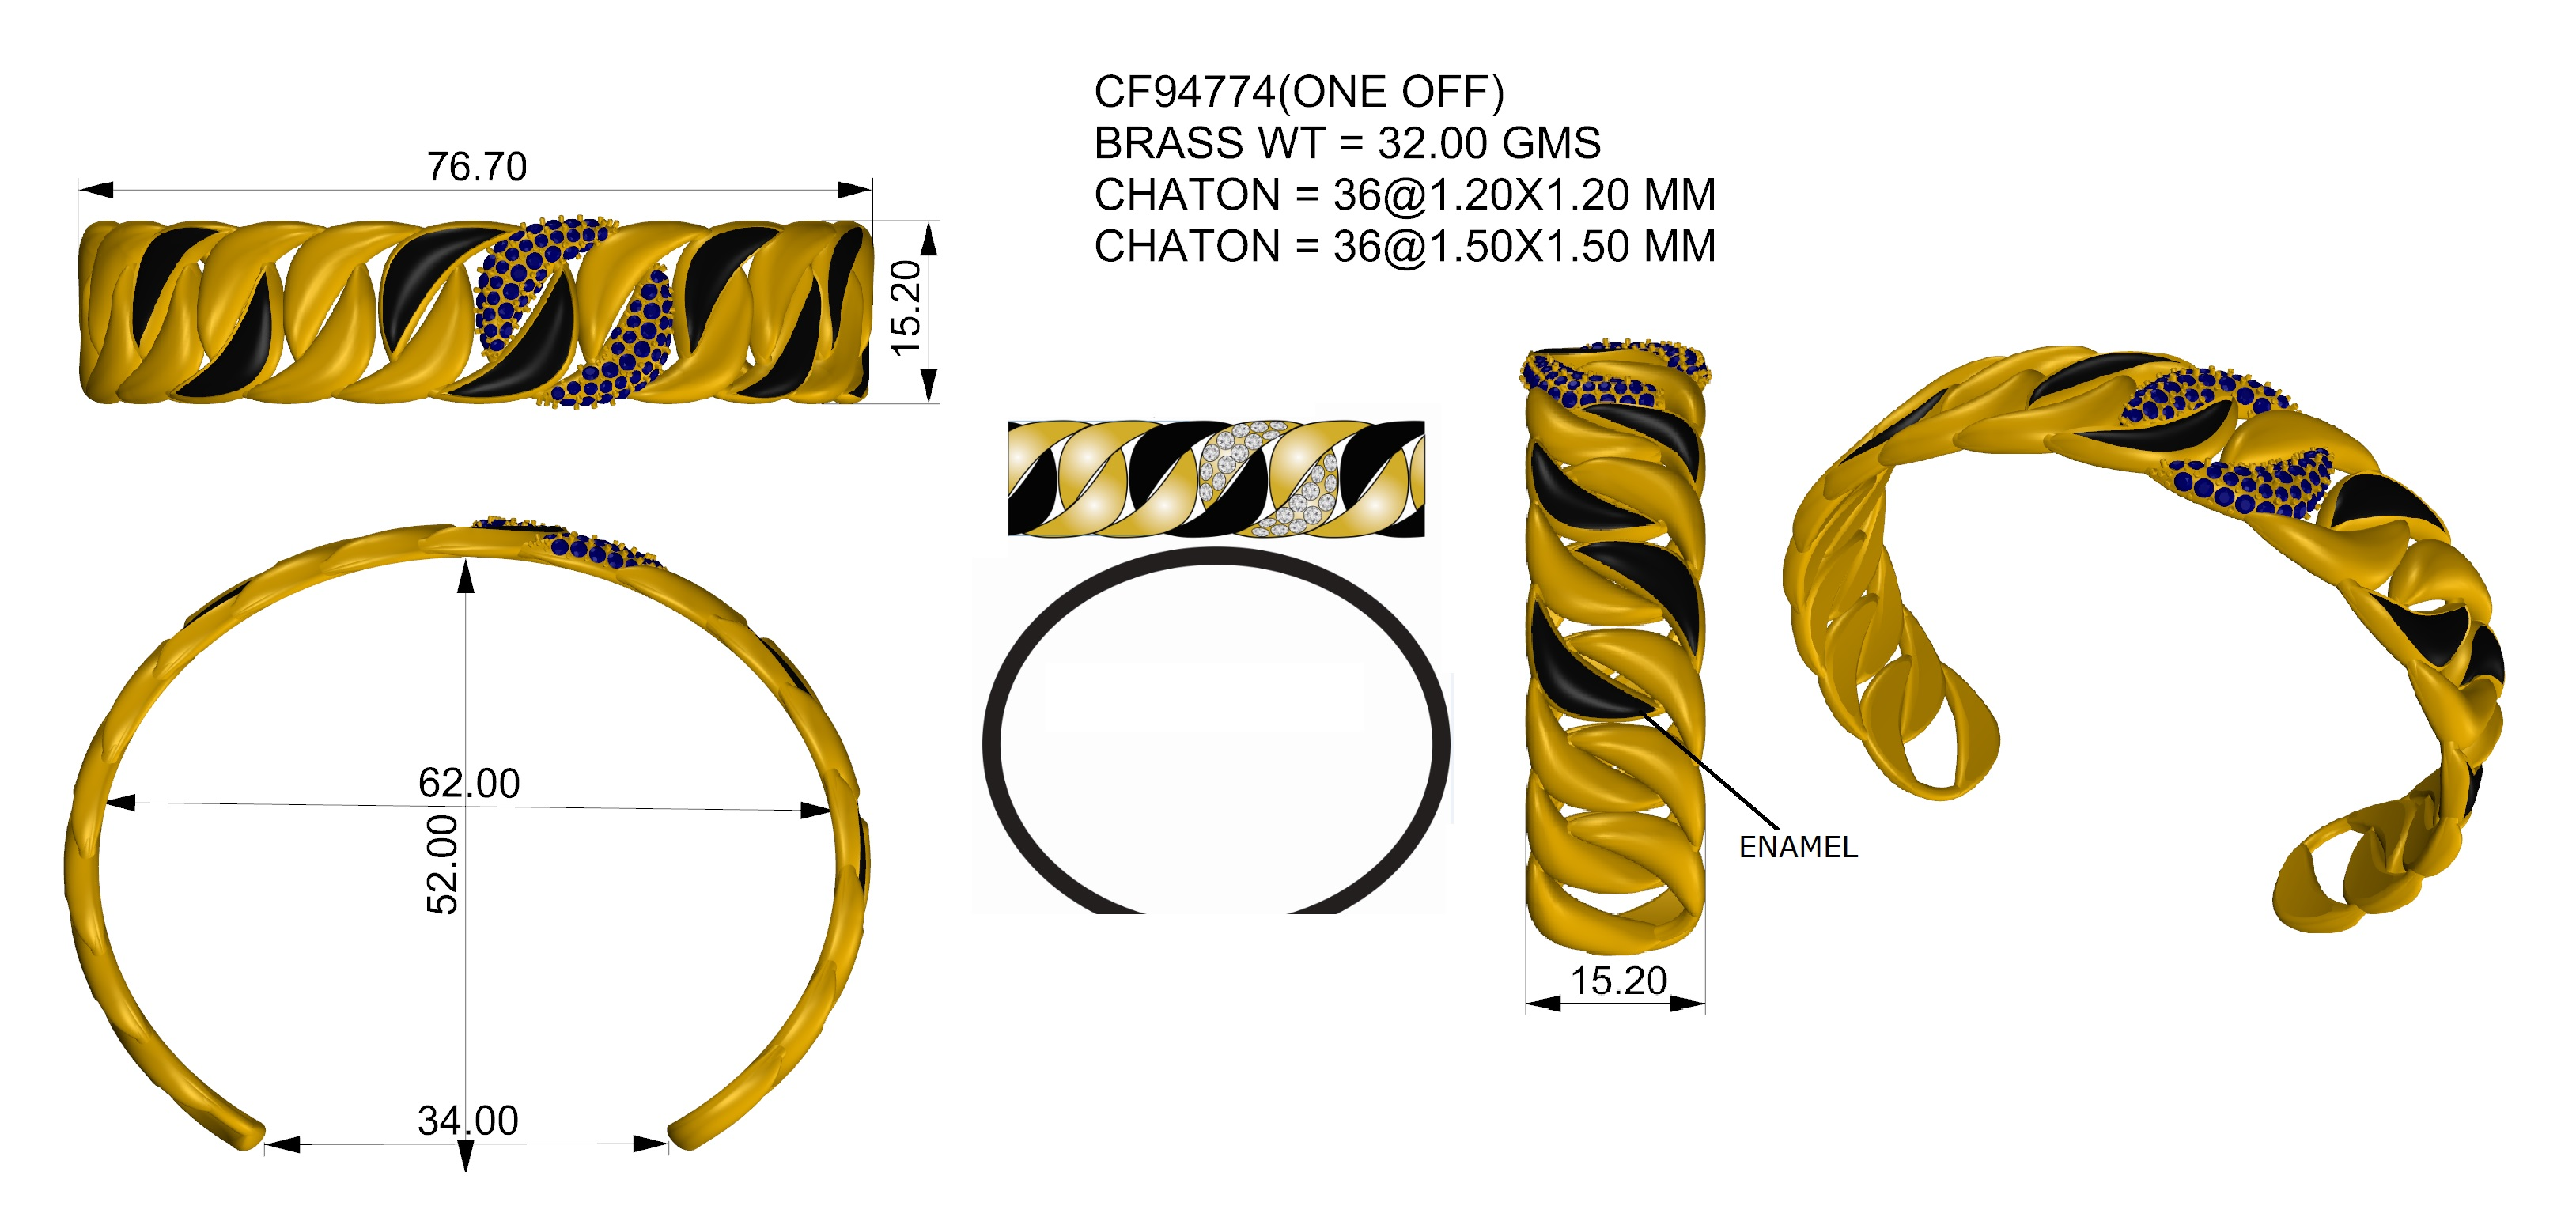 CF94774(ONE OFF)
BRASS WT = 32.00 GMS
CHATON = 36@1.20X1.20 MM
CHATON = 36@1.50X1.50 MM
76.70
15.20
62.00
52.00
34.00
ENAMEL
15.20